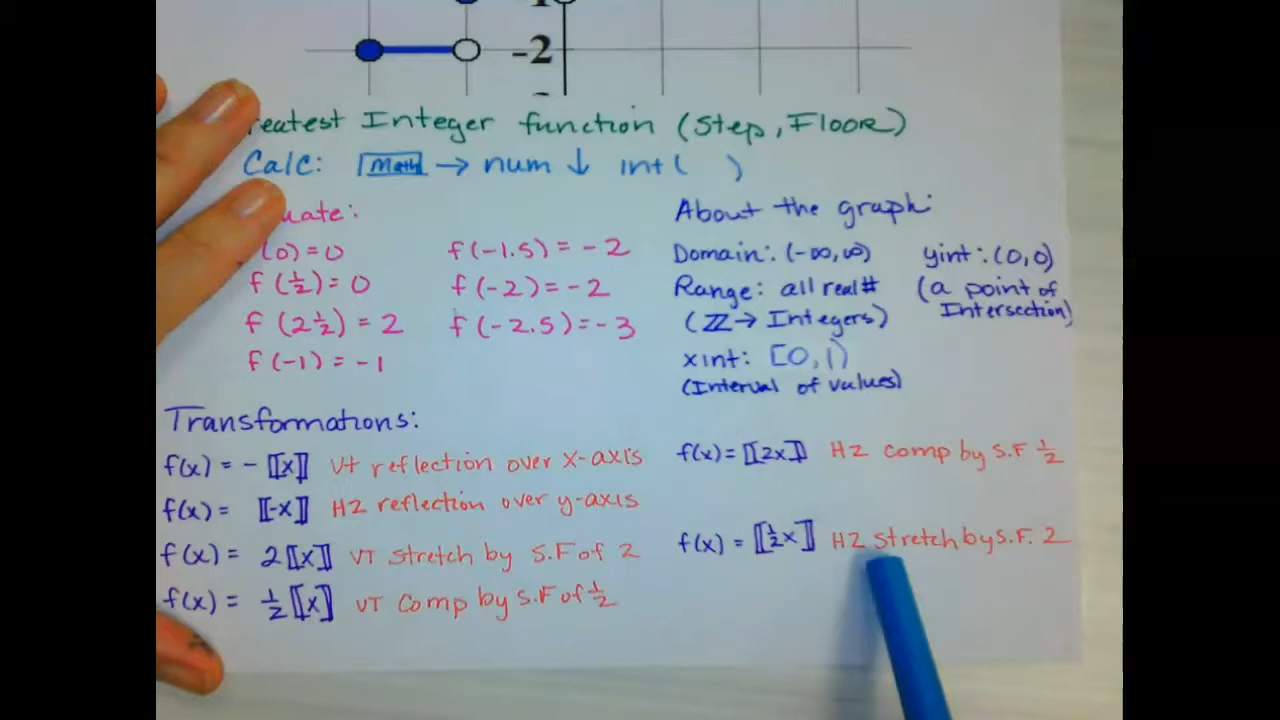 -2
reatest Integer function (Step, Floor)
Calc: Math → num ↓ int( )
uate:
(0) = 0
f(½) = 0
f(2½) = 2
f(-1) = -1
f(-1.5) = -2
f(-2) = -2
f(-2.5) = -3
About the graph:
Domain: (-∞,∞)
Range: all real#
(ℤ → Integers)
xint: [0,1)
(Interval of values)
yint: (0,0)
(a point of
Intersection)
Transformations:
f(x) = -⟦x⟧ VT reflection over x-axis
f(x) = ⟦-x⟧ HZ reflection over y-axis
f(x) = 2⟦x⟧ VT stretch by S.F of 2
f(x) = ½⟦x⟧ VT Comp by S.F of ½
f(x) = ⟦2x⟧ HZ comp by S.F ½
f(x) = ⟦½x⟧ HZ stretch by S.F. 2